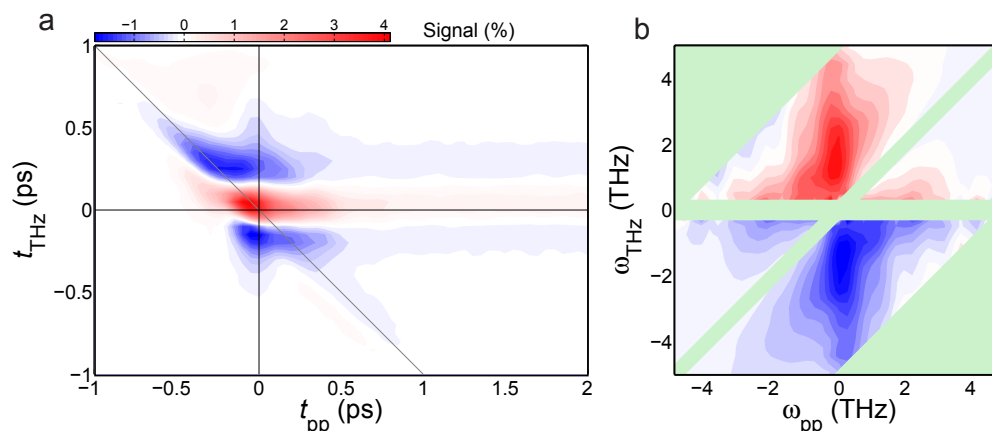 a
−1 0 1 2 3 4 Signal (%)
1
0.5
0
−0.5
−1
t_THz (ps)
−1 −0.5 0 0.5 1 1.5 2
t_pp (ps)
b
4
2
0
−2
−4
ω_THz (THz)
−4 −2 0 2 4
ω_pp (THz)